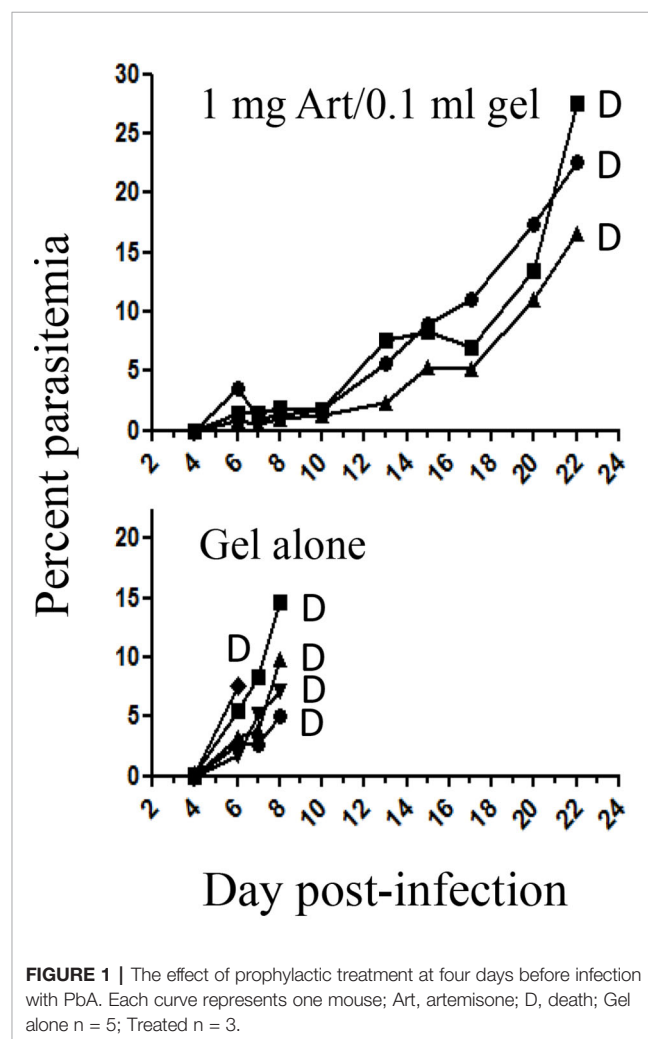 30
1 mg Art/0.1 ml gel
D
25
D
20
15
D
10
5
0
2 4 6 8 10 12 14 16 18 20 22 24
Percent parasitemia
20
Gel alone
15
D
D
10
D
D
5
D
0
2 4 6 8 10 12 14 16 18 20 22 24
Day post-infection
FIGURE 1 | The effect of prophylactic treatment at four days before infection
with PbA. Each curve represents one mouse; Art, artemisone; D, death; Gel
alone n = 5; Treated n = 3.